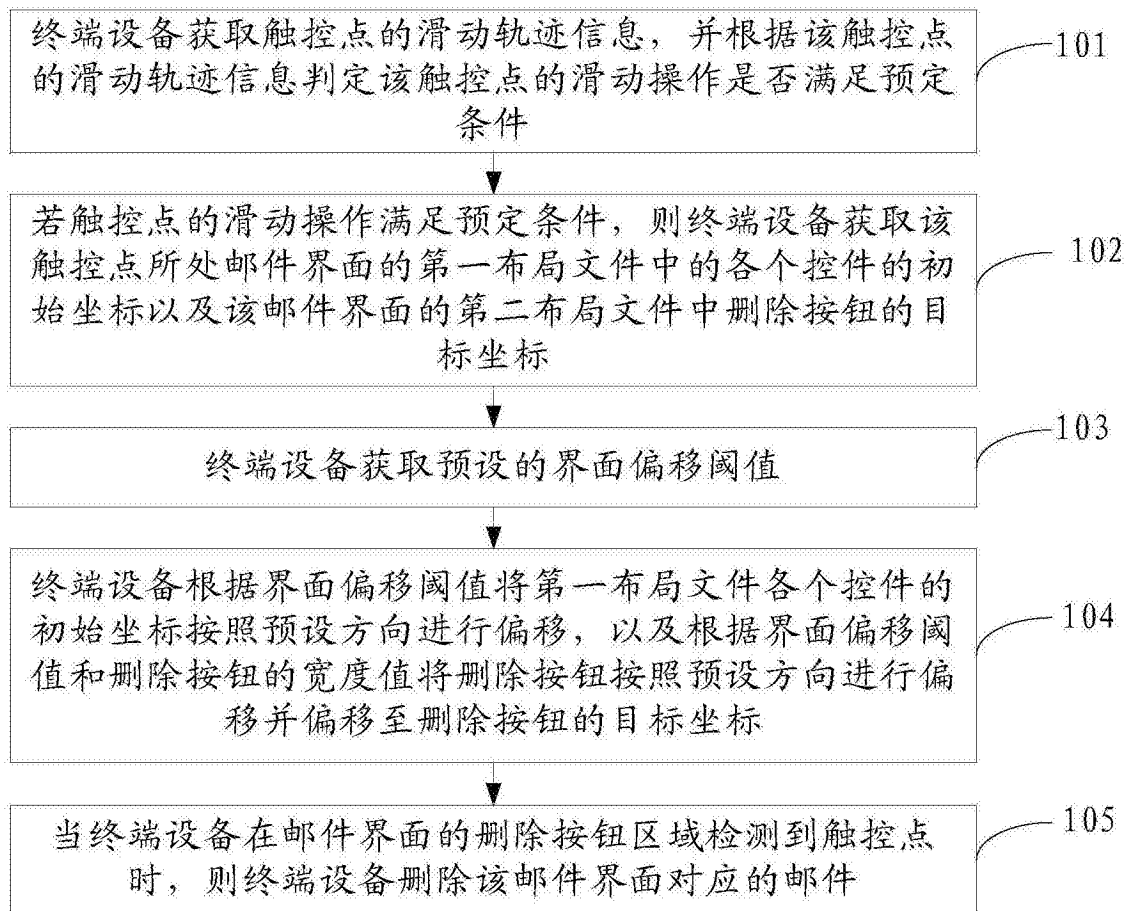 终端设备获取触控点的滑动轨迹信息，并根据该触控点
的滑动轨迹信息判定该触控点的滑动操作是否满足预定
条件
101
若触控点的滑动操作满足预定条件，则终端设备获取该
触控点所处邮件界面的第一布局文件中的各个控件的初
始坐标以及该邮件界面的第二布局文件中删除按钮的目
标坐标
102
终端设备获取预设的界面偏移阈值
103
终端设备根据界面偏移阈值将第一布局文件各个控件的
初始坐标按照预设方向进行偏移，以及根据界面偏移阈
值和删除按钮的宽度值将删除按钮按照预设方向进行偏
移并偏移至删除按钮的目标坐标
104
当终端设备在邮件界面的删除按钮区域检测到触控点
时，则终端设备删除该邮件界面对应的邮件
105